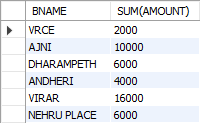 BNAME SUM(AMOUNT)
VRCE 2000
AJNI 10000
DHARAMPETH 6000
ANDHERI 4000
VIRAR 16000
NEHRU PLACE 6000